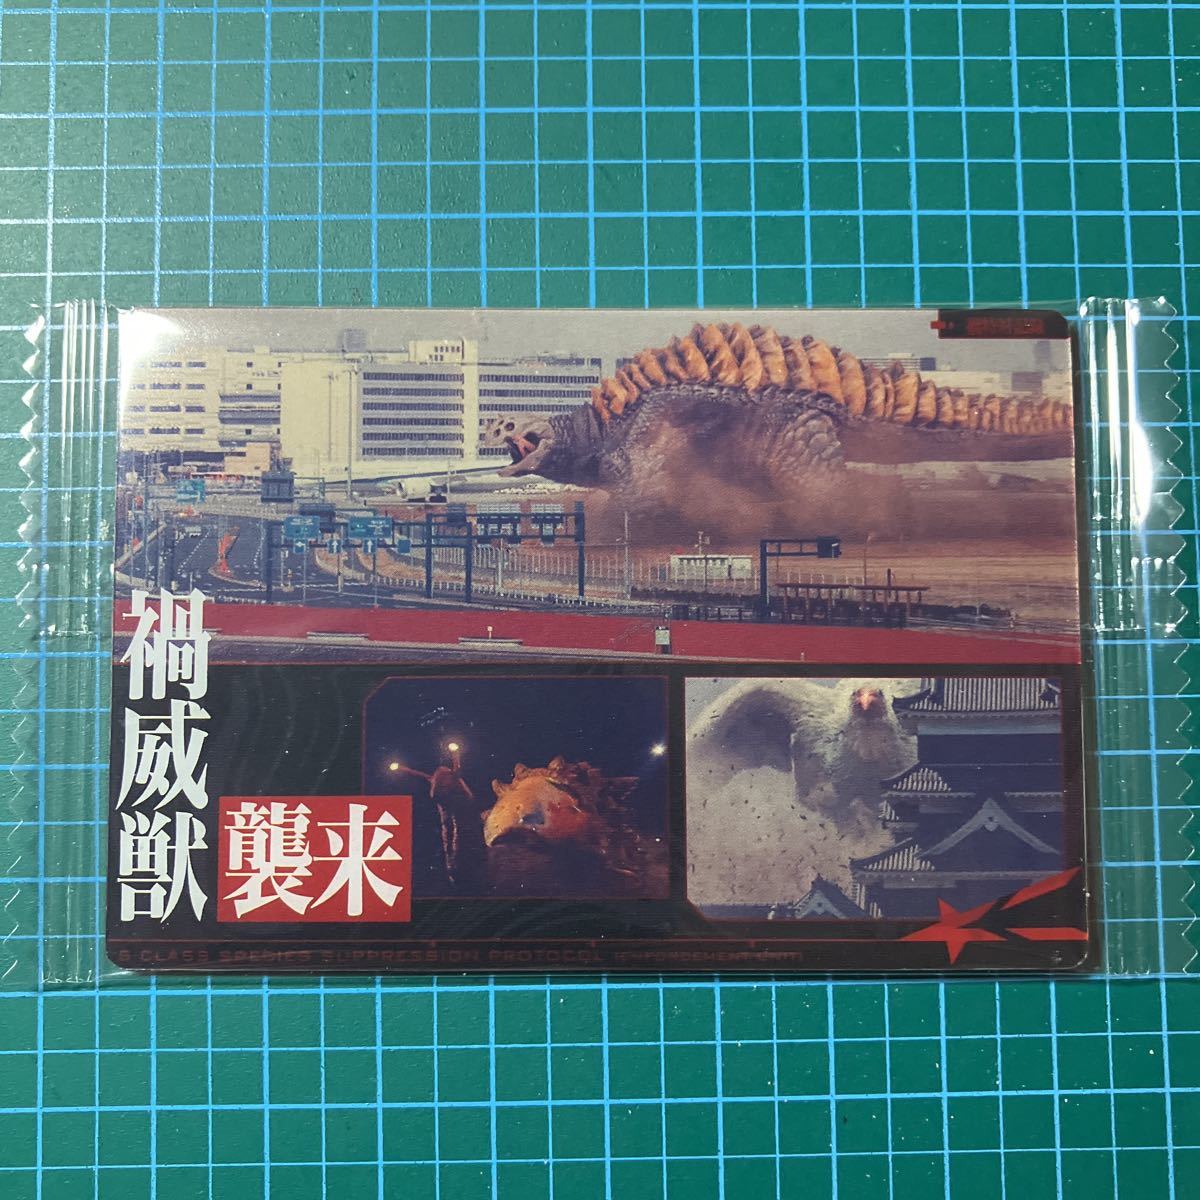 禍威獣
襲来
S CLASS SPECIES SUPPRESSION PROTOCOL [ENFORCEMENT UNIT]